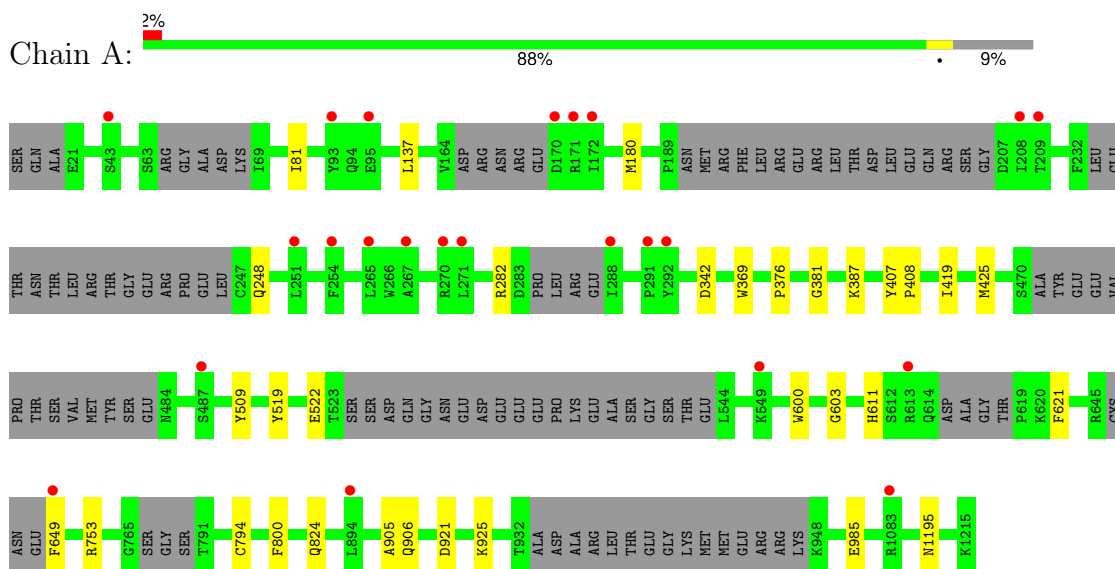 2%
Chain A:
88% • 9%
SER GLN ALA E21 S43 S63 ARG GLY ALA ASP LYS I69 I81 Y93 Q94 E95 L137 V164 ASP ARG ASN ARG GLU D170 R171 I172 M180 P189 ASN MET ARG PHE LEU ARG GLU ARG LEU THR ASP LEU GLU GLN ARG SER GLY D207 I208 T209 F232 LEU GLU
THR ASN THR LEU ARG THR GLY GLU ARG PRO GLU LEU C247 Q248 L251 F254 L265 W266 A267 R270 L271 R282 D283 PRO LEU ARG GLU I288 P291 Y292 D342 W369 P376 G381 K387 Y407 P408 I419 M425 S470 ALA TYR GLU GLU VAL
PRO THR SER VAL MET TYR SER GLU N484 S487 Y509 Y519 E522 T523 SER SER ASP GLN GLY ASN GLU ASP GLU GLU GLU PRO LYS GLU ALA SER GLY SER THR GLU L544 K549 W600 G603 H611 S612 R613 Q614 ASP ALA GLY THR P619 K620 F621 R645 CYS
ASN GLU F649 R753 G765 SER GLY SER T791 C794 F800 Q824 L894 A905 Q906 D921 K925 T932 ALA ASP ALA ARG LEU THR GLU GLY LYS MET MET GLU ARG ARG LYS K948 E985 R1083 N1195 K1215